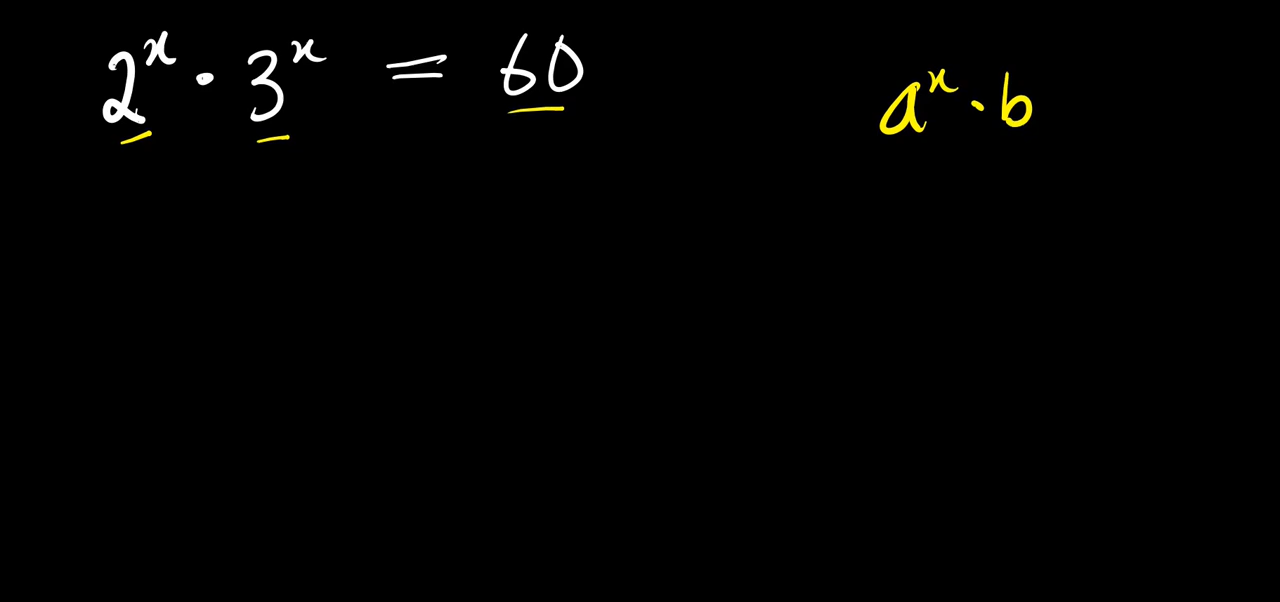 2^x · 3^x = 60
a^x · b